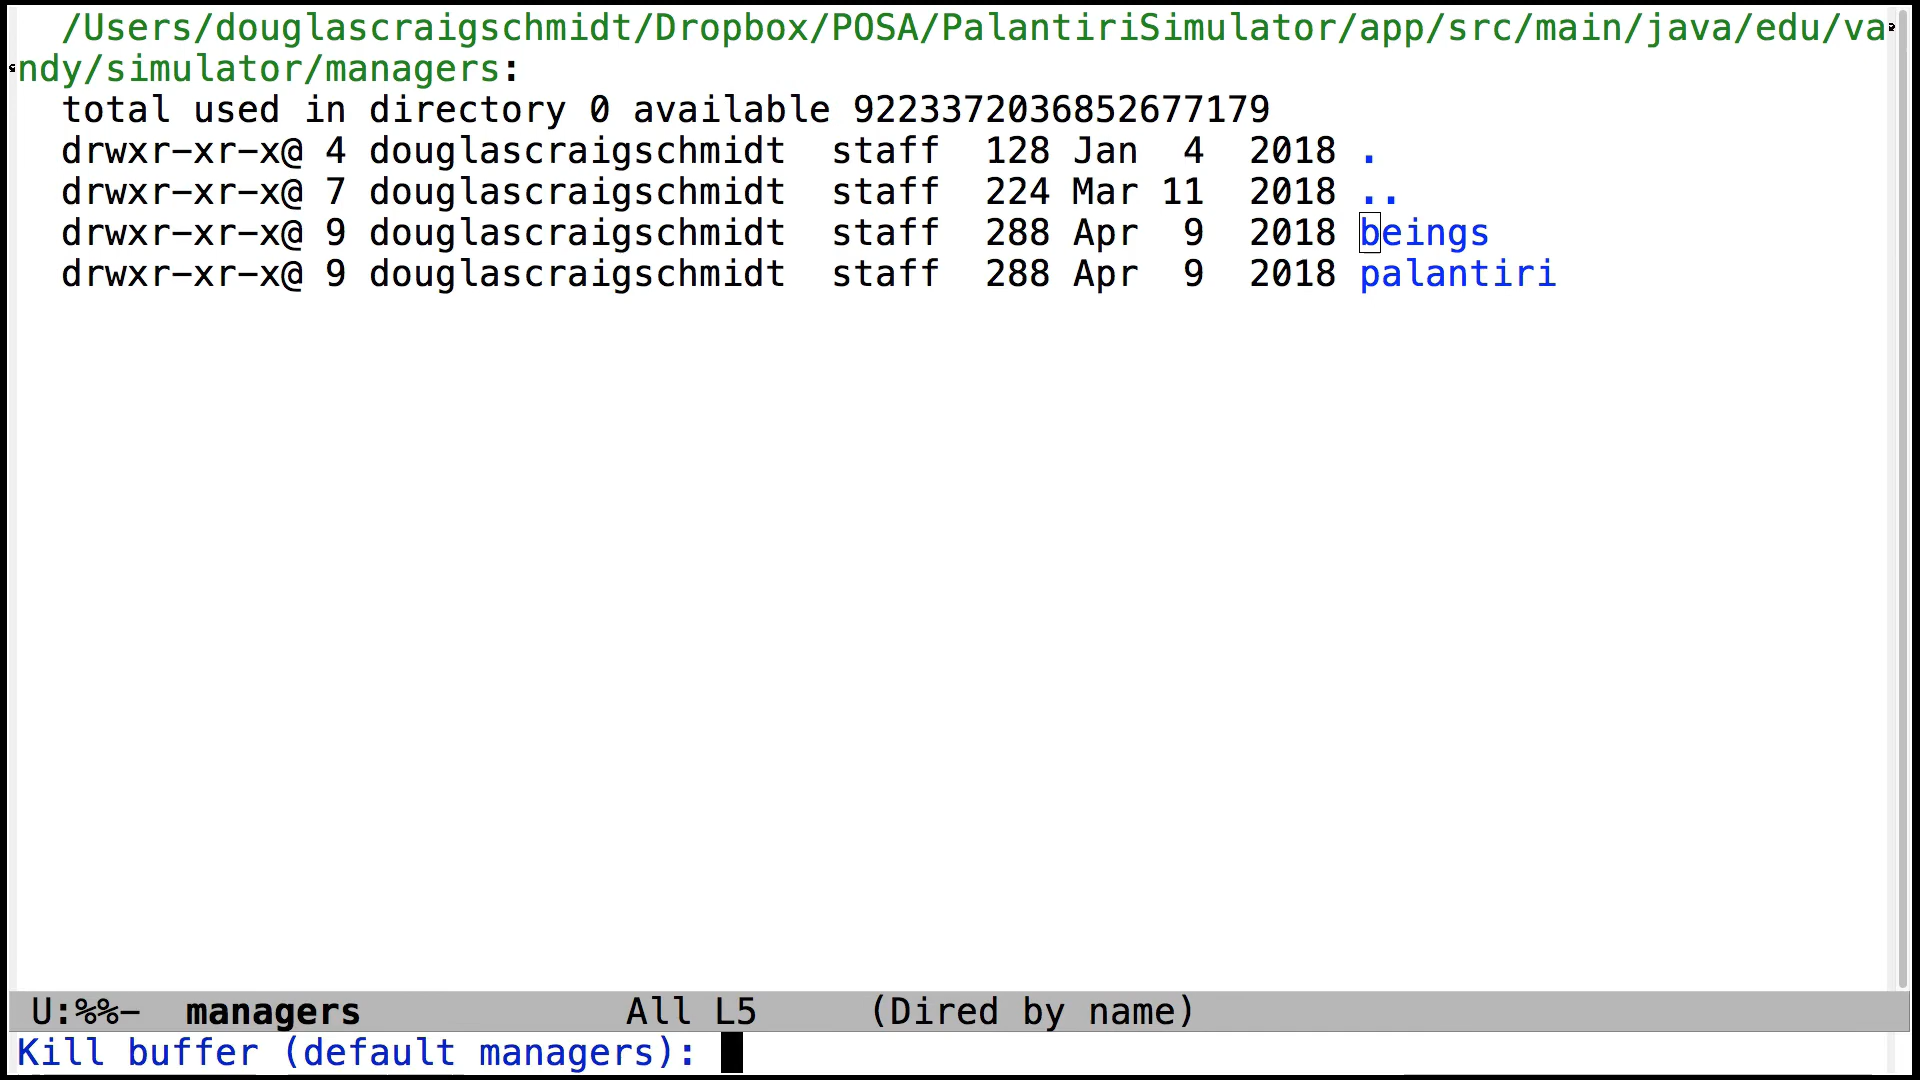 /Users/douglascraigschmidt/Dropbox/POSA/PalantiriSimulator/app/src/main/java/edu/va
ndy/simulator/managers:
total used in directory 0 available 9223372036852677179
drwxr-xr-x@ 4 douglascraigschmidt  staff  128 Jan  4  2018 .
drwxr-xr-x@ 7 douglascraigschmidt  staff  224 Mar 11  2018 ..
drwxr-xr-x@ 9 douglascraigschmidt  staff  288 Apr  9  2018 beings
drwxr-xr-x@ 9 douglascraigschmidt  staff  288 Apr  9  2018 palantiri
U:%%-  managers            All L5     (Dired by name)
Kill buffer (default managers):